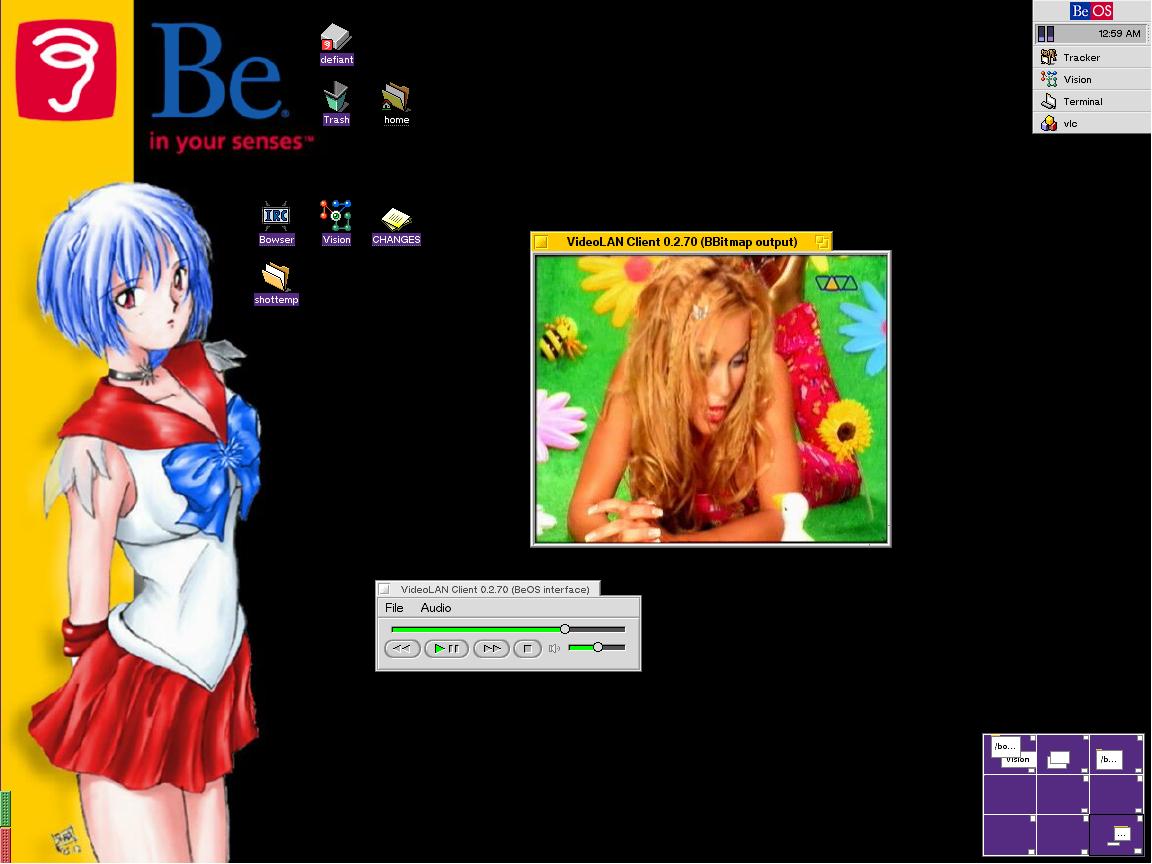 Be
in your senses™
defiant
Trash
home
Bowser
IRC
Vision
CHANGES
shottemp
Be OS
12:59 AM
Tracker
Vision
Terminal
vlc
VideoLAN Client 0.2.70 (BBitmap output)
VideoLAN Client 0.2.70 (BeOS interface)
File Audio
/bo...
Vision
/b...
...